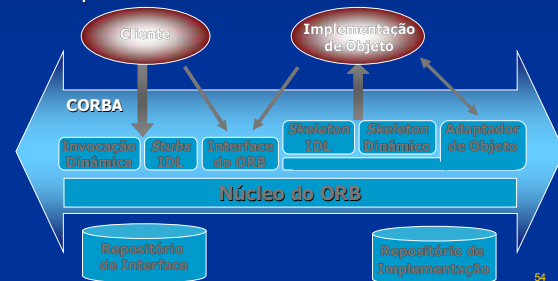 Cliente
Implementação
de Objeto
CORBA
Invocação
Dinâmica
Stubs
IDL
Interface
do ORB
Skeleton
IDL
Skeleton
Dinâmico
Adaptador
de Objeto
Núcleo do ORB
Repositório
de Interface
Repositório de
Implementação
54